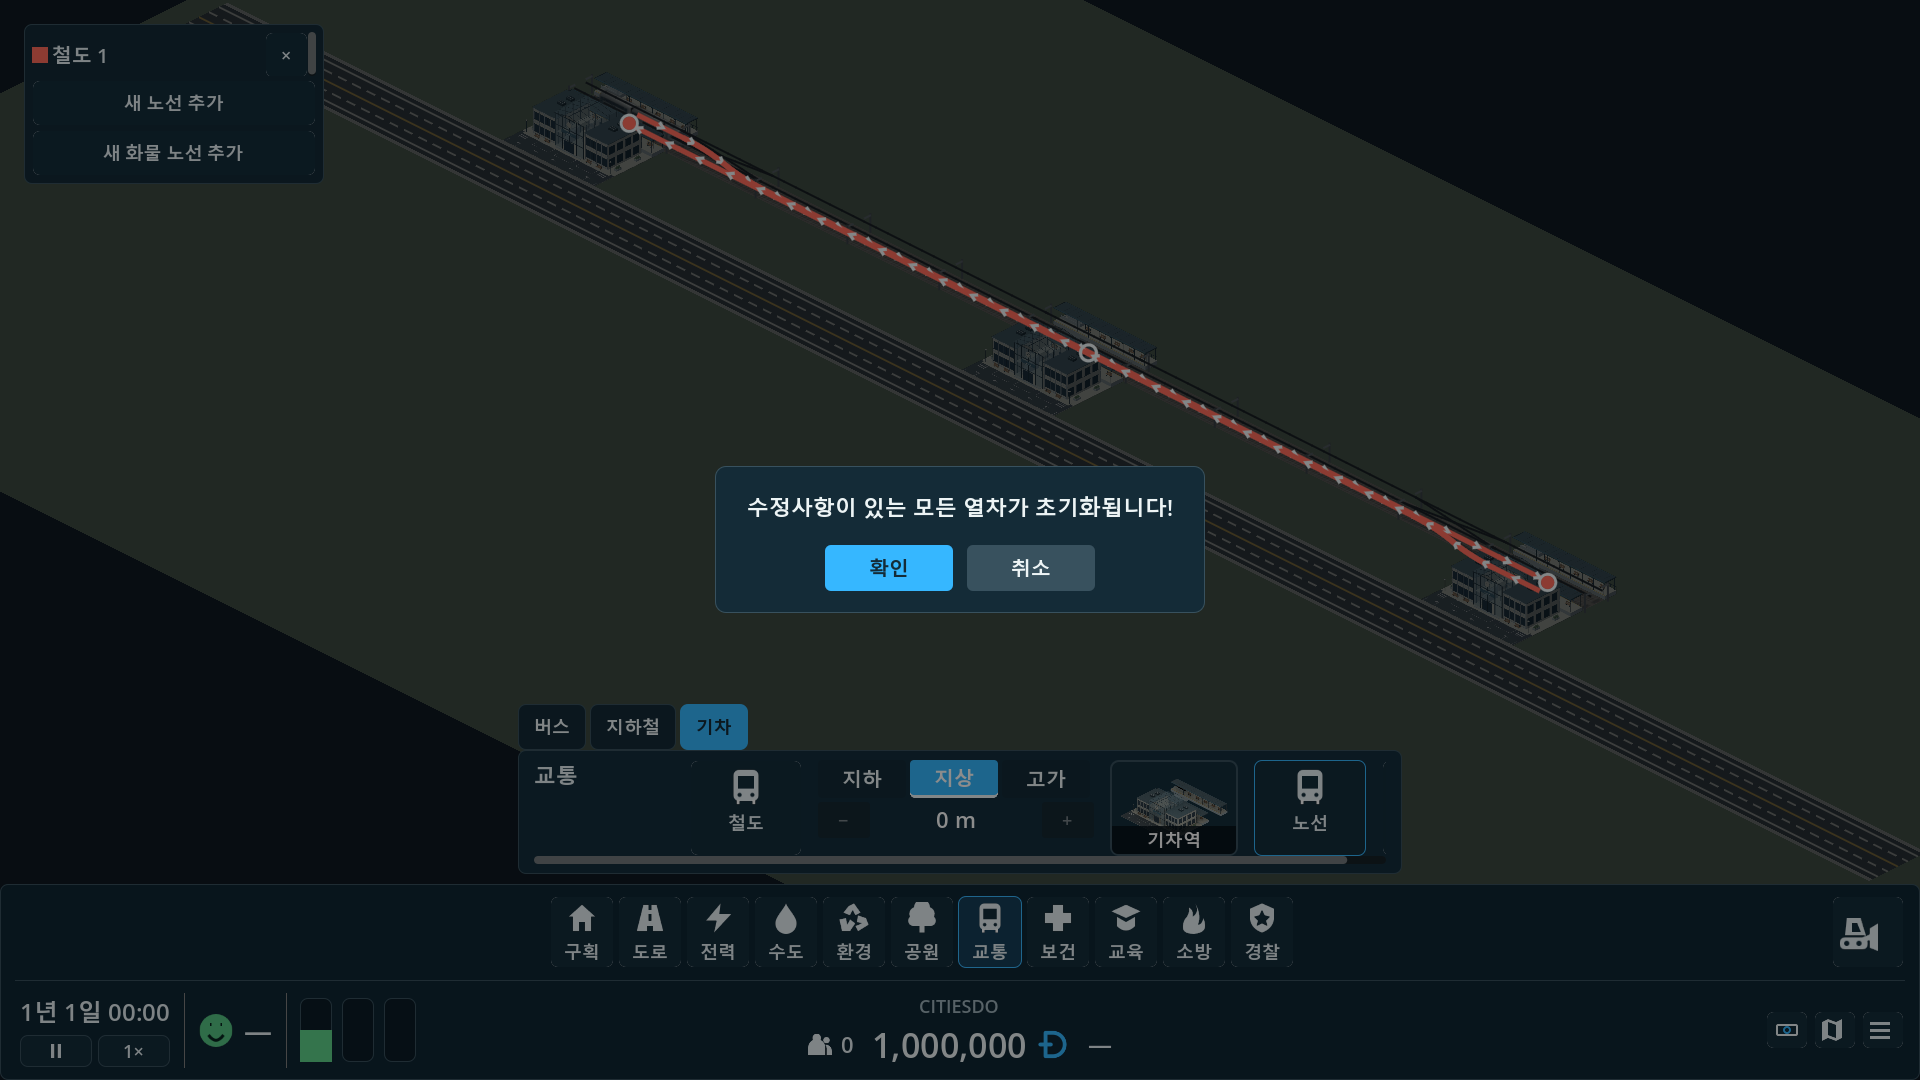 철도 1
×
새 노선 추가
새 화물 노선 추가
수정사항이 있는 모든 열차가 초기화됩니다!
확인
취소
버스
지하철
기차
교통
철도
지하
지상
고가
−
0 m
+
기차역
노선
구획
도로
전력
수도
환경
공원
교통
보건
교육
소방
경찰
1년 1일 00:00
1×
—
CITIESDO
0
1,000,000
—